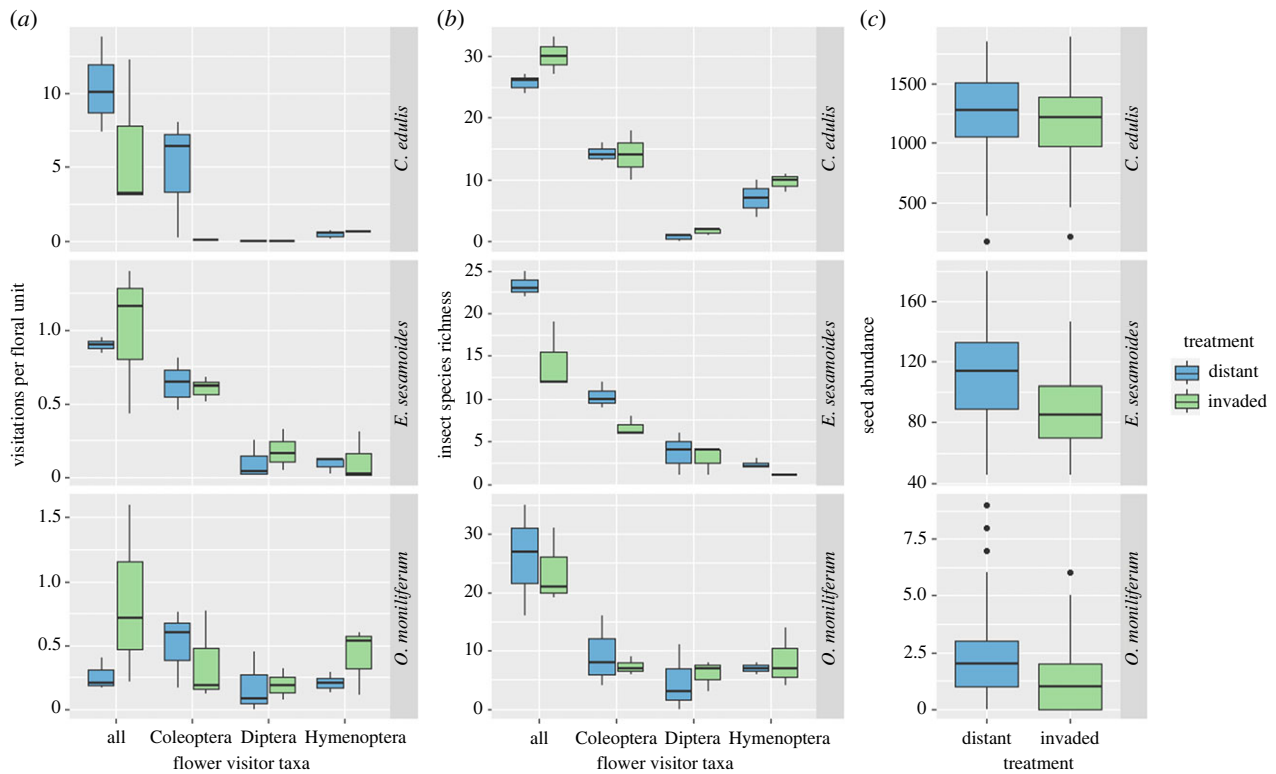 (a)
(b)
(c)
visitations per floral unit
10
5
0
C. edulis
1.0
0.5
0
E. sesamoides
1.5
1.0
0.5
0
O. moniliferum
all
Coleoptera
Diptera
Hymenoptera
flower visitor taxa
insect species richness
30
20
10
0
C. edulis
25
20
15
10
5
0
E. sesamoides
30
20
10
0
O. moniliferum
all
Coleoptera
Diptera
Hymenoptera
flower visitor taxa
seed abundance
1500
1000
500
C. edulis
160
120
80
40
E. sesamoides
7.5
5.0
2.5
0
O. moniliferum
distant
invaded
treatment
treatment
distant
invaded